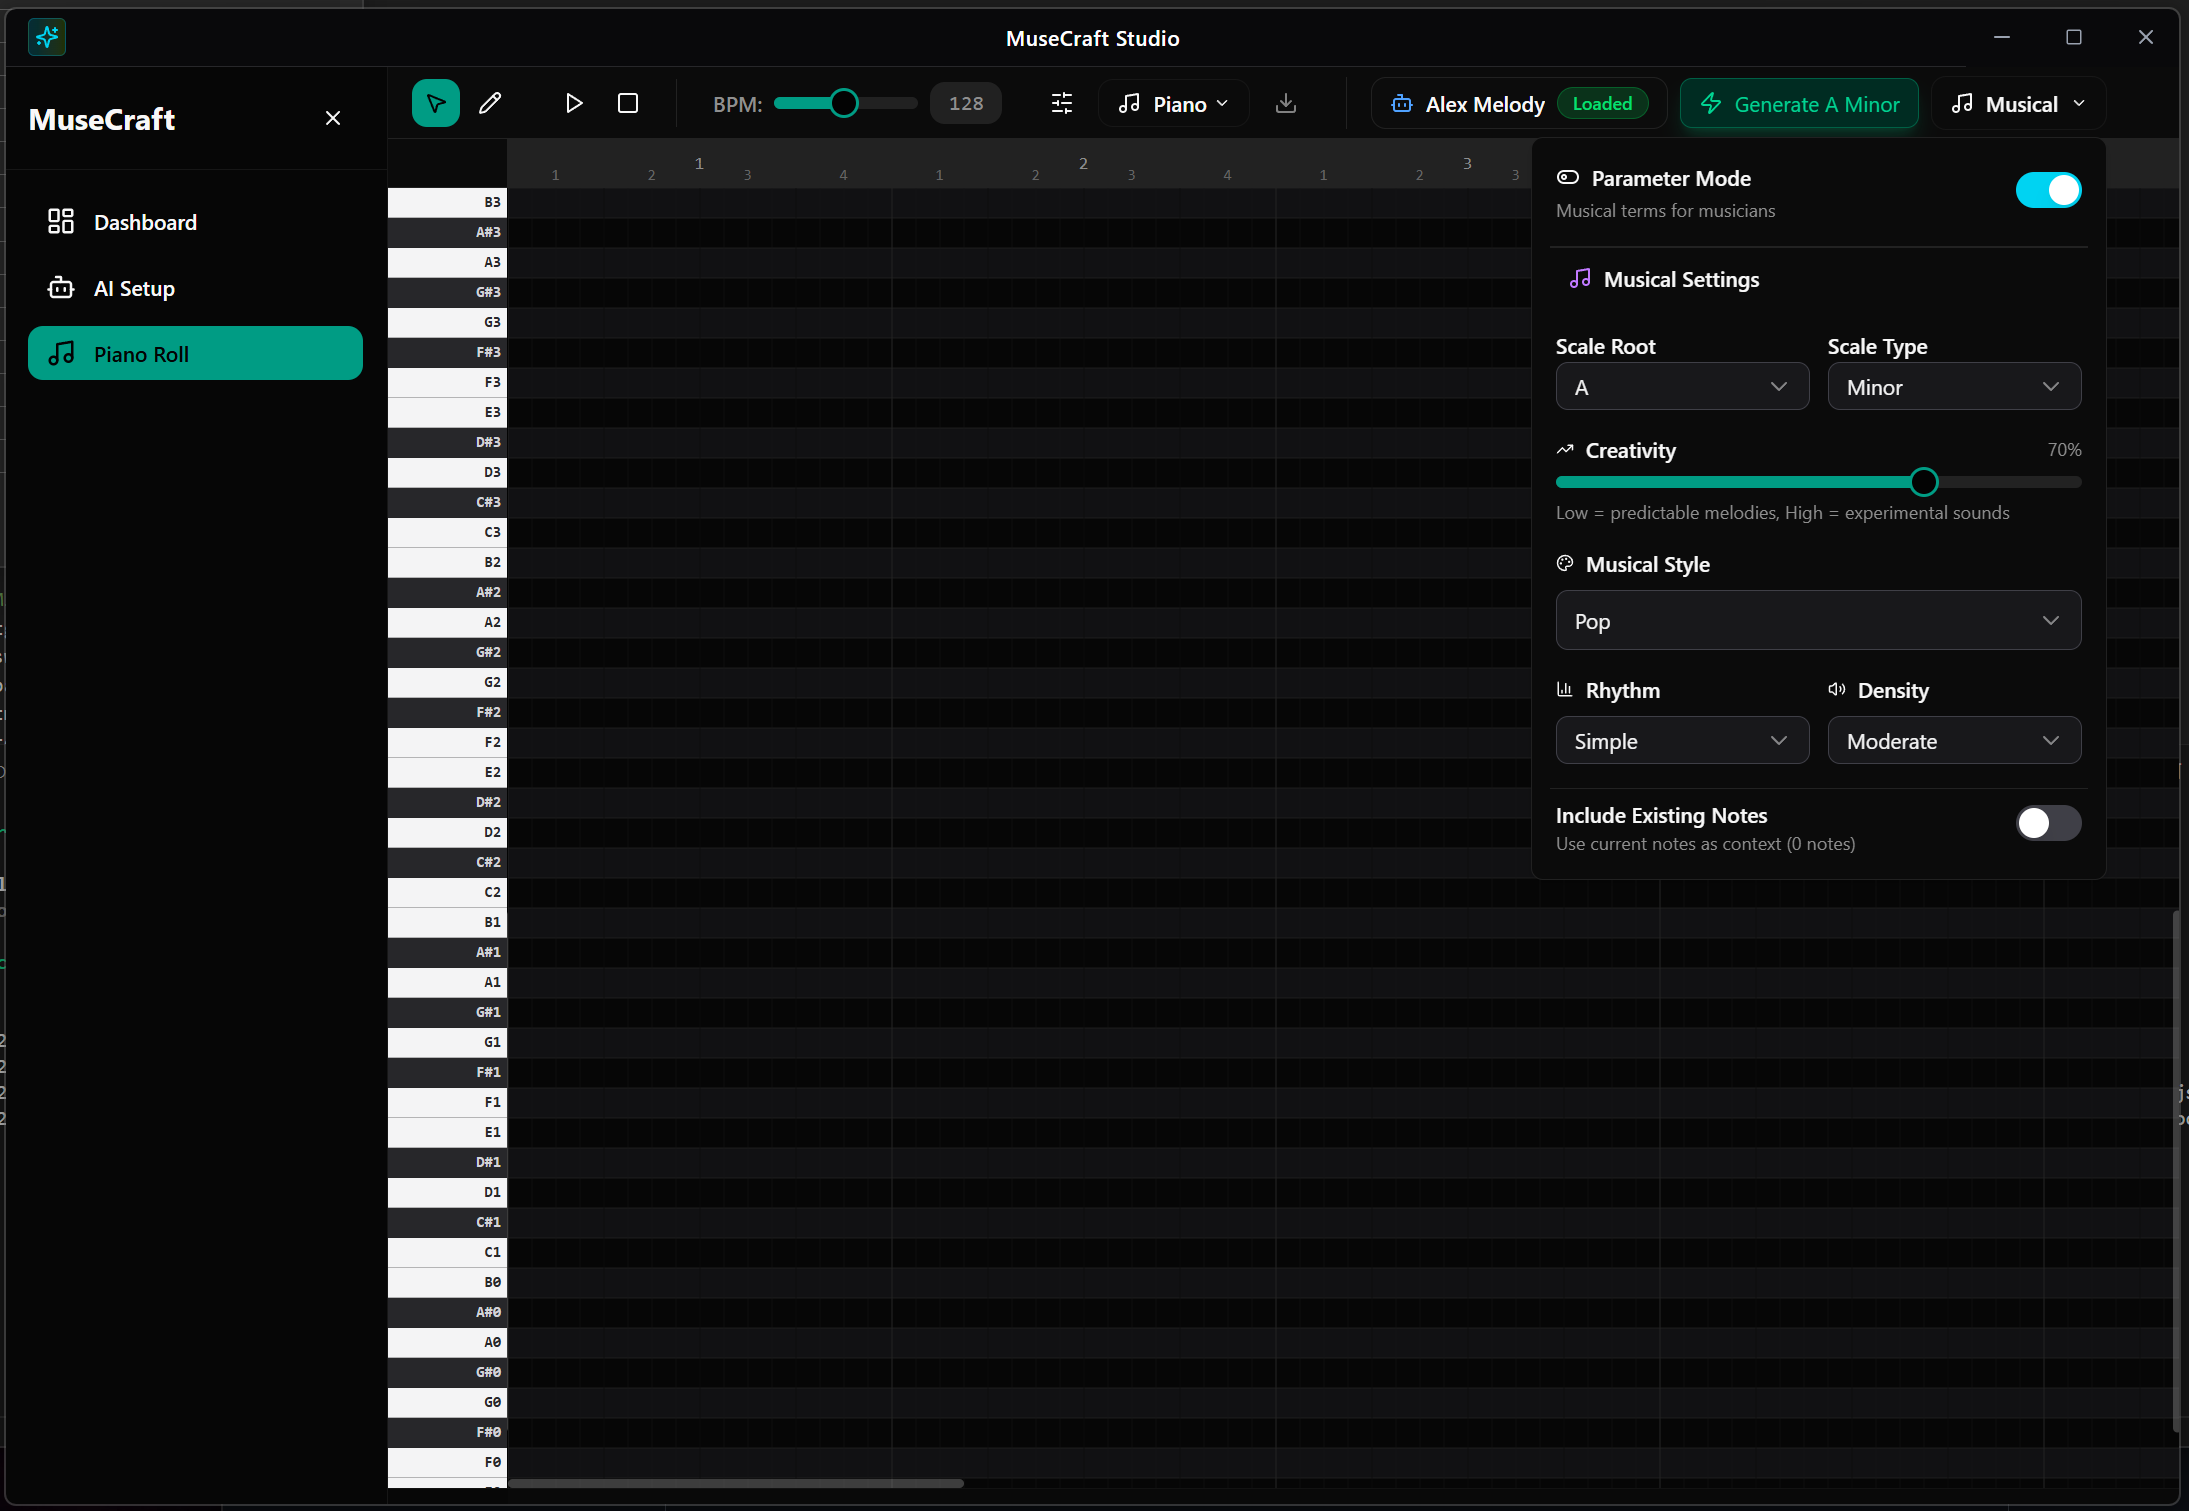 MuseCraft Studio
MuseCraft
Dashboard
AI Setup
Piano Roll
BPM: 128
Piano
Alex Melody Loaded
Generate A Minor
Musical
1 2 3
1 2 3 4 1 2 3 4 1 2 3
B3
A#3
A3
G#3
G3
F#3
F3
E3
D#3
D3
C#3
C3
B2
A#2
A2
G#2
G2
F#2
F2
E2
D#2
D2
C#2
C2
B1
A#1
A1
G#1
G1
F#1
F1
E1
D#1
D1
C#1
C1
B0
A#0
A0
G#0
G0
F#0
F0
Parameter Mode
Musical terms for musicians
Musical Settings
Scale Root Scale Type
A Minor
Creativity 70%
Low = predictable melodies, High = experimental sounds
Musical Style
Pop
Rhythm Density
Simple Moderate
Include Existing Notes
Use current notes as context (0 notes)